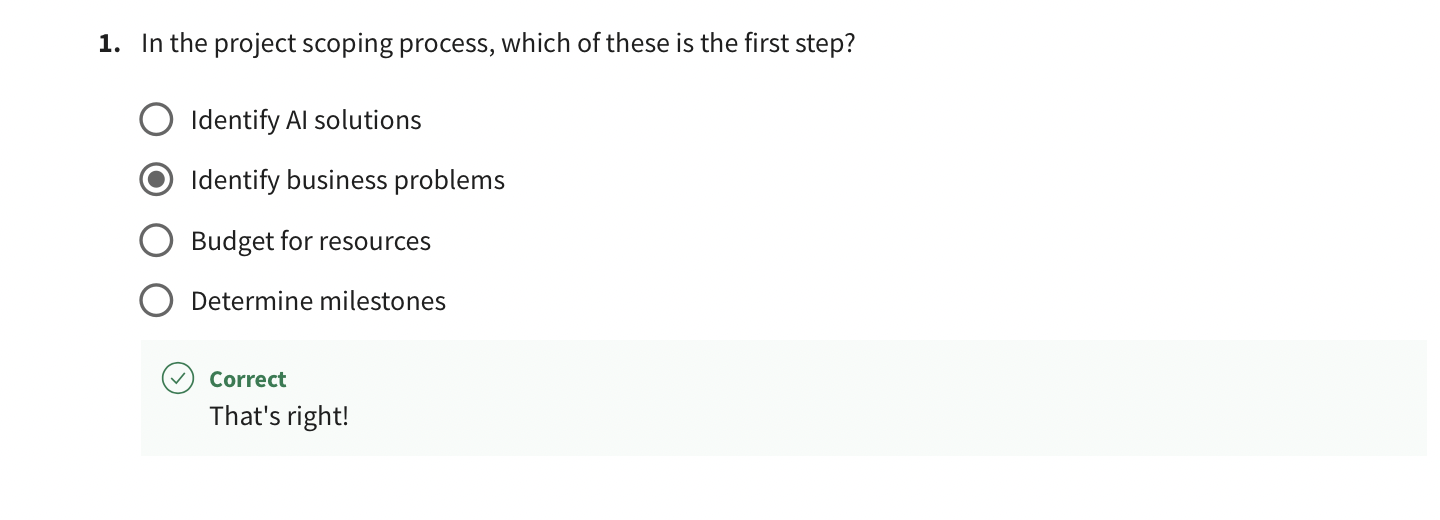 1. In the project scoping process, which of these is the first step?
Identify AI solutions
Identify business problems
Budget for resources
Determine milestones
Correct
That's right!